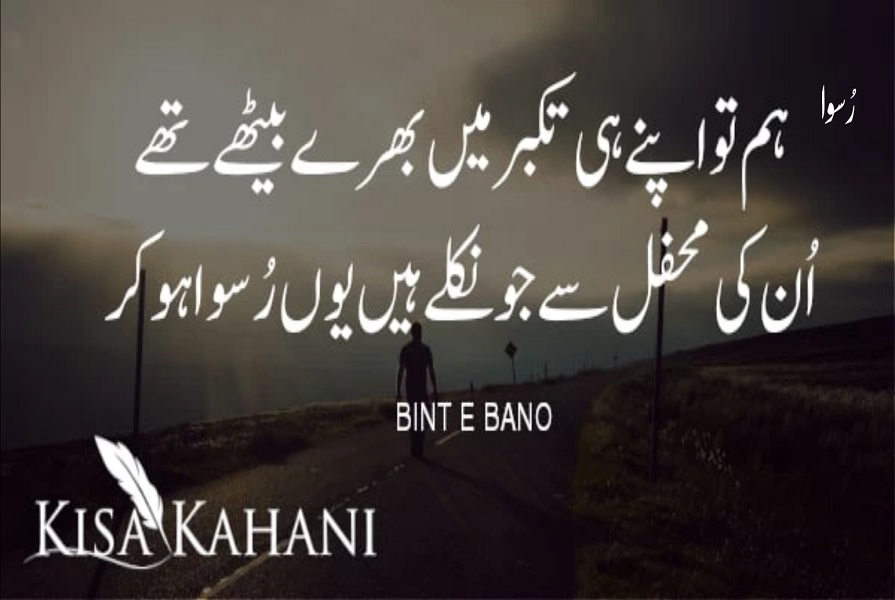 رُسوا
ہم تو اپنے ہی تکبر میں بھرے بیٹھے تھے
اُن کی محفل سے جو نکلے ہیں یوں رُسوا ہو کر
BINT E BANO
KISA KAHANI